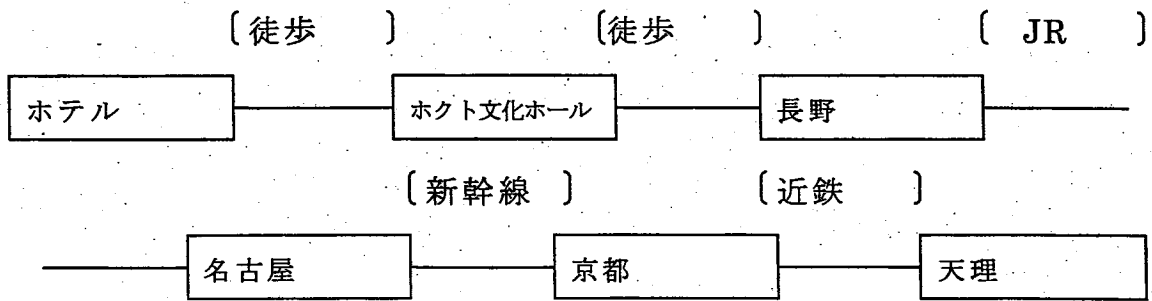 〔徒歩　　〕　〔徒歩　　〕　〔 JR　　〕
ホテル　ホクト文化ホール　長野
〔新幹線　〕　〔近鉄　　〕
名古屋　京都　天理